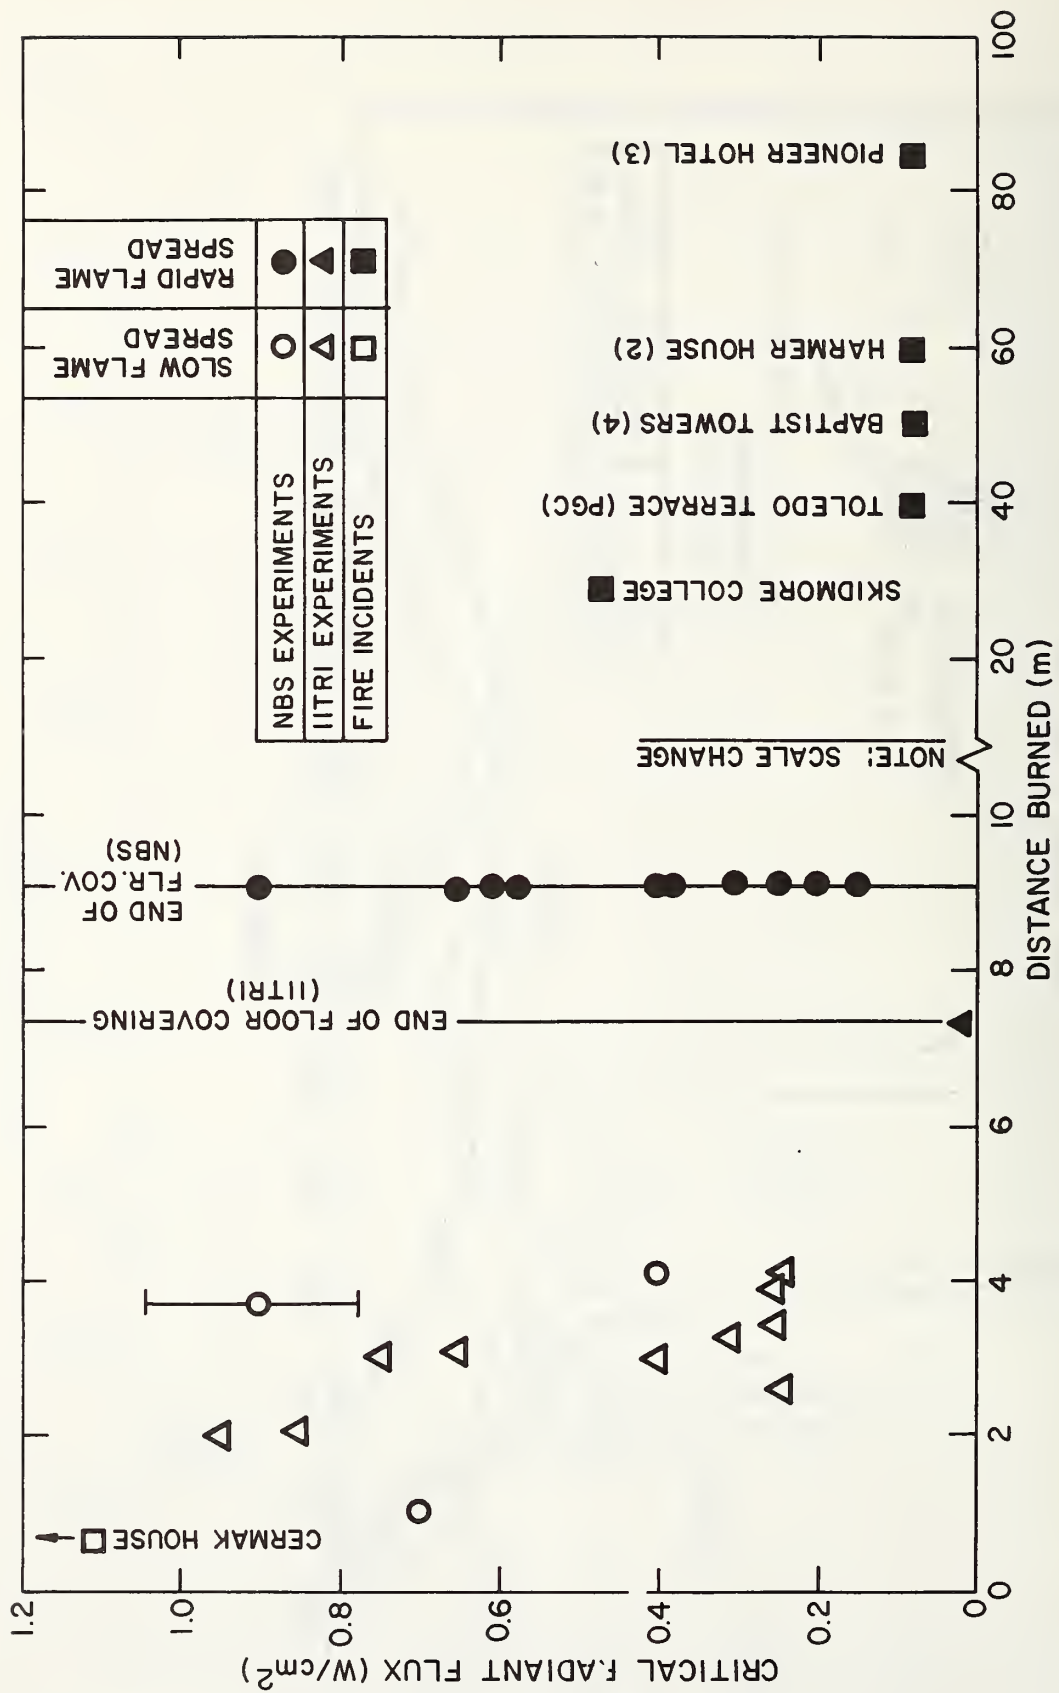 CRITICAL RADIANT FLUX (W/cm²)
1.2
1.0
0.8
0.6
0.4
0.2
0
CERMAK HOUSE
END OF FLOOR COVERING
(IITRI)
END OF
FLR. COV.
(NBS)
NOTE: SCALE CHANGE
SLOW FLAME
SPREAD
RAPID FLAME
SPREAD
NBS EXPERIMENTS
IITRI EXPERIMENTS
FIRE INCIDENTS
SKIDMORE COLLEGE
TOLEDO TERRACE (PGC)
BAPTIST TOWERS (4)
HARMER HOUSE (2)
PIONEER HOTEL (3)
0
2
4
6
8
10
20
40
60
80
100
DISTANCE BURNED (m)